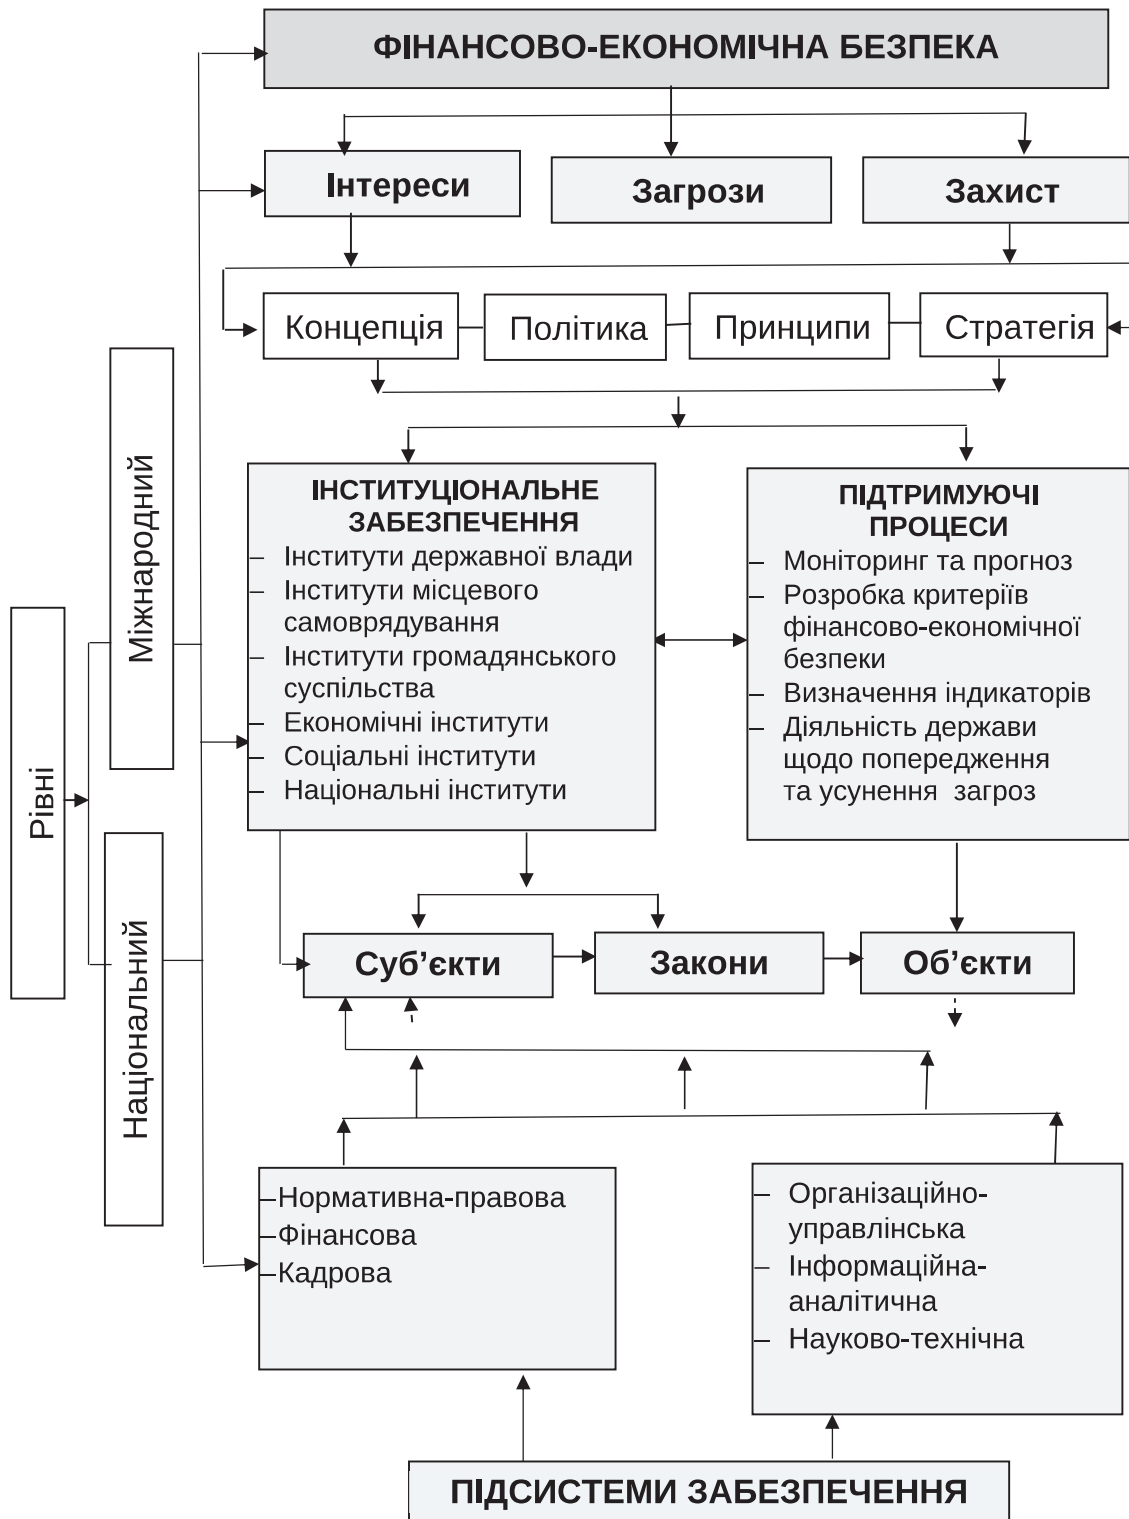 ФІНАНСОВО-ЕКОНОМІЧНА БЕЗПЕКА
Інтереси
Загрози
Захист
Концепція
Політика
Принципи
Стратегія
Рівні
Міжнародний
Національний
ІНСТИТУЦІОНАЛЬНЕ
ЗАБЕЗПЕЧЕННЯ
– Інститути державної влади
– Інститути місцевого
самоврядування
– Інститути громадянського
суспільства
– Економічні інститути
– Соціальні інститути
– Національні інститути
ПІДТРИМУЮЧІ
ПРОЦЕСИ
– Моніторинг та прогноз
– Розробка критеріїв
фінансово-економічної
безпеки
– Визначення індикаторів
– Діяльність держави
щодо попередження
та усунення загроз
Суб’єкти
Закони
Об’єкти
– Нормативна-правова
– Фінансова
– Кадрова
– Організаційно-
управлінська
– Інформаційна-
аналітична
– Науково-технічна
ПІДСИСТЕМИ ЗАБЕЗПЕЧЕННЯ